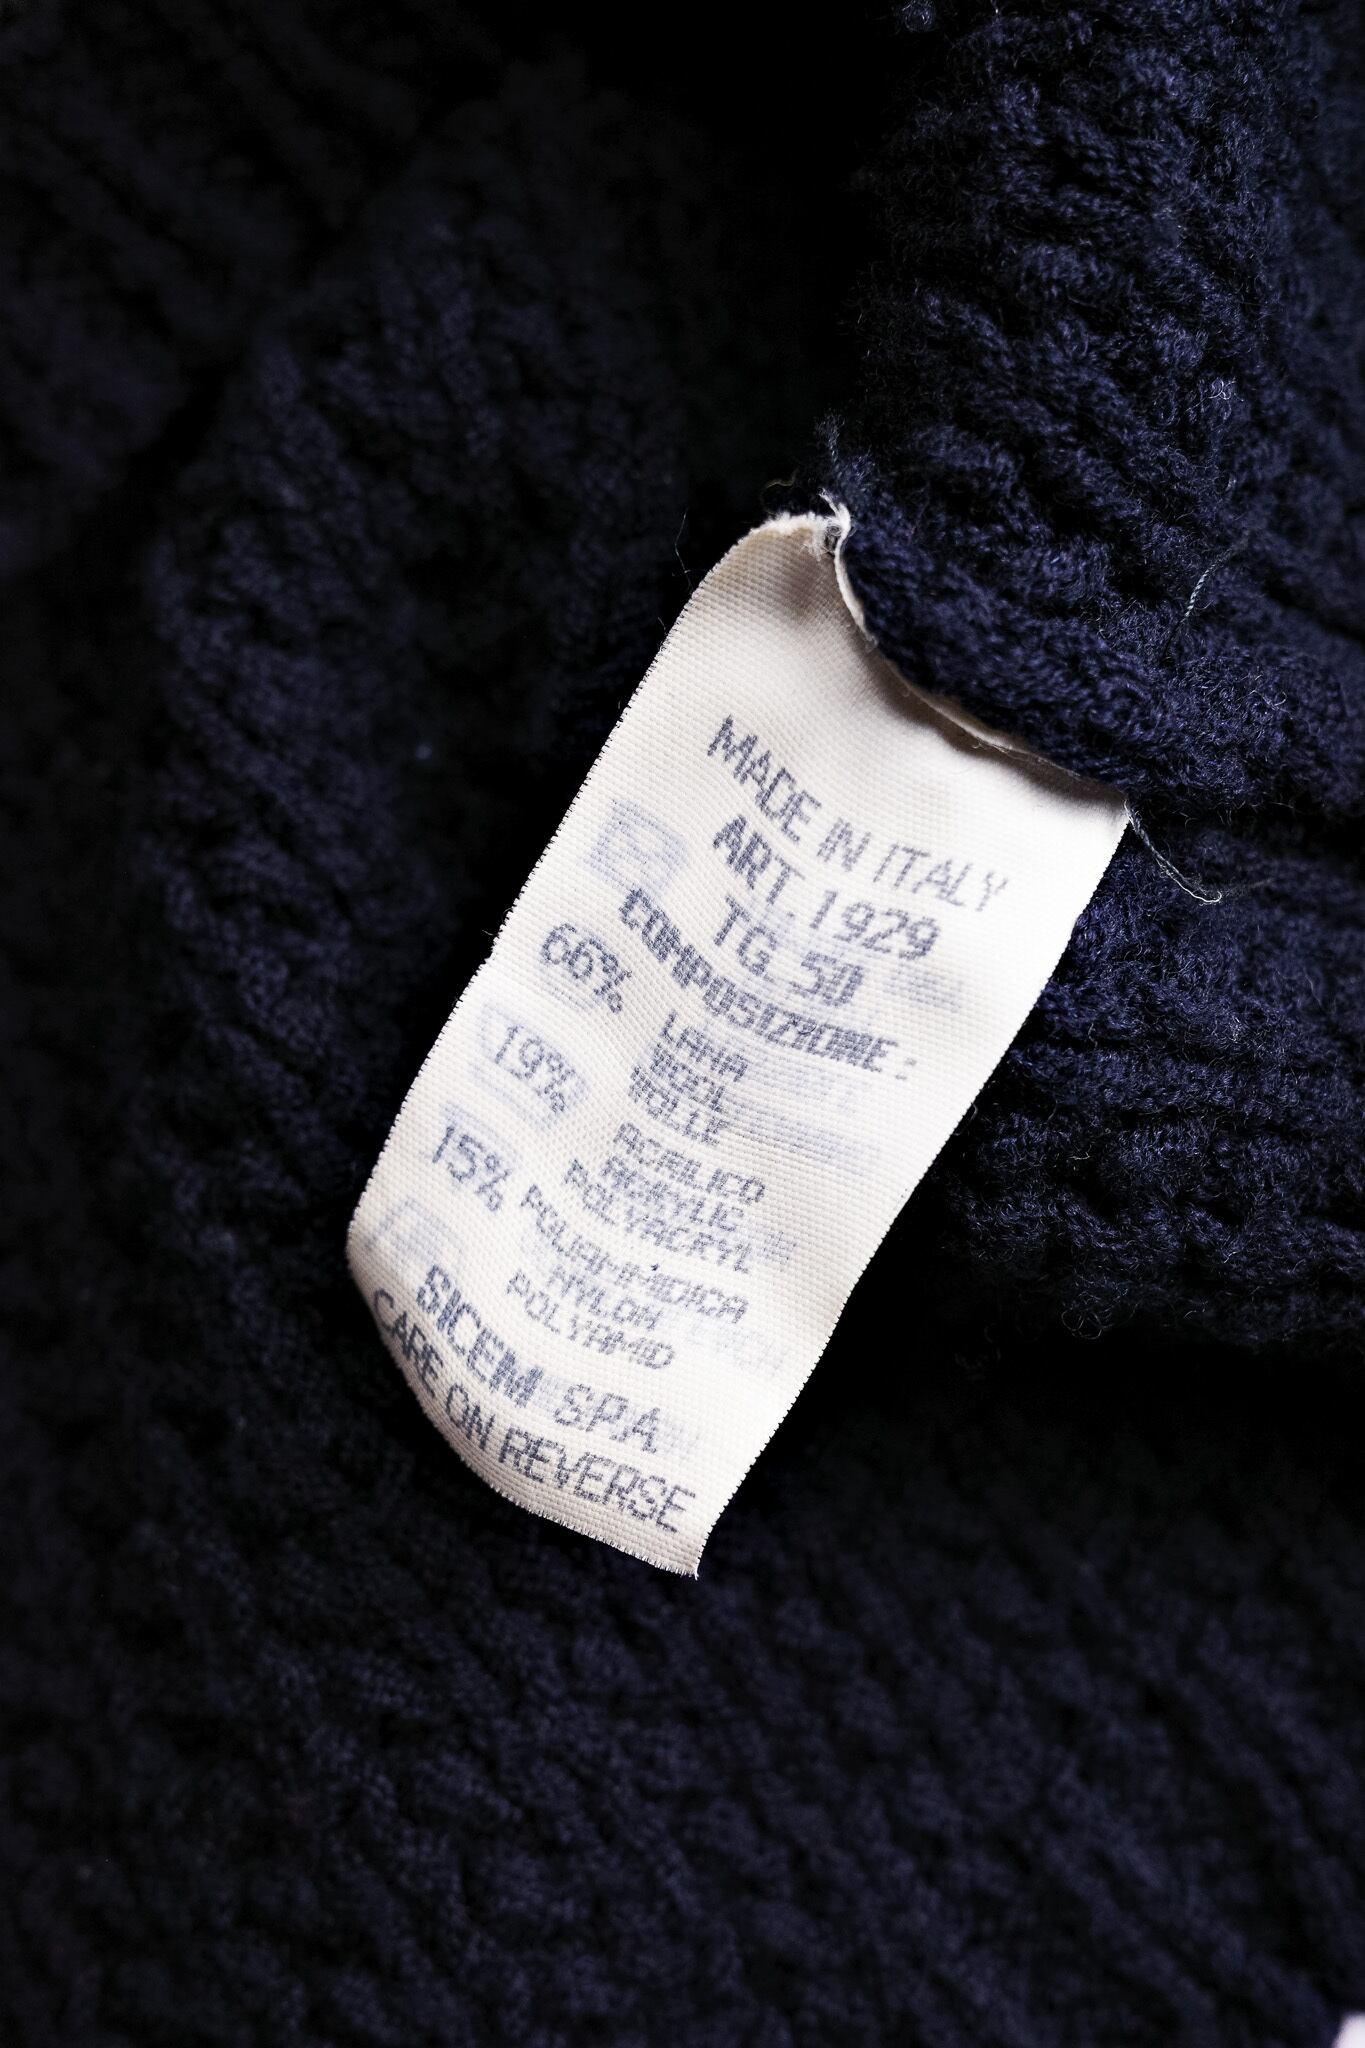 MADE IN ITALY
ART. 1929
TG. 50
COMPOSIZIONE:
66% LANA
WOOL
WOLLE
19% ACRILICO
ACRYLIC
POLYACRYL
15% POLIAMMIDICA
NYLON
POLYAMID
SICEM SPA
CARE ON REVERSE